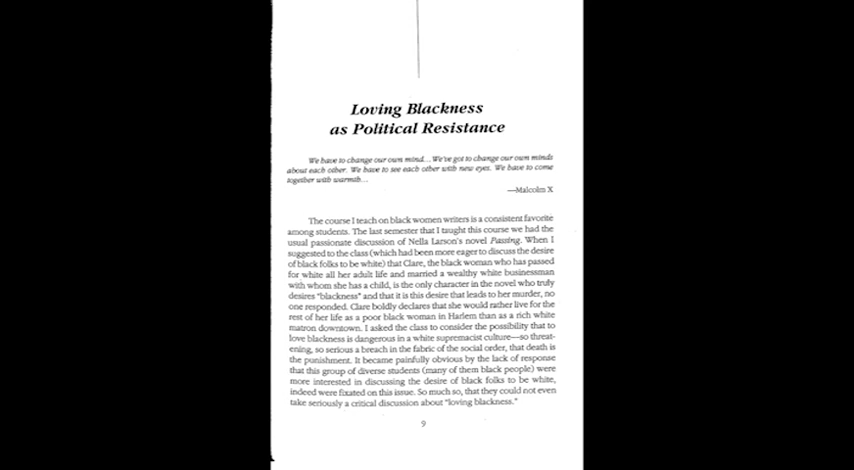 Loving Blackness
as Political Resistance
We have to change our own mind... We've got to change our own minds
about each other. We have to see each other with new eyes. We have to come
together with warmth...
—Malcolm X
The course I teach on black women writers is a consistent favorite
among students. The last semester that I taught this course we had the
usual passionate discussion of Nella Larson's novel Passing. When I
suggested to the class (which had been more eager to discuss the desire
of black folks to be white) that Clare, the black woman who has passed
for white all her adult life and married a wealthy white businessman
with whom she has a child, is the only character in the novel who truly
desires "blackness" and that it is this desire that leads to her murder, no
one responded. Clare boldly declares that she would rather live for the
rest of her life as a poor black woman in Harlem than as a rich white
matron downtown. I asked the class to consider the possibility that to
love blackness is dangerous in a white supremacist culture—so threat-
ening, so serious a breach in the fabric of the social order, that death is
the punishment. It became painfully obvious by the lack of response
that this group of diverse students (many of them black people) were
more interested in discussing the desire of black folks to be white,
indeed were fixated on this issue. So much so, that they could not even
take seriously a critical discussion about "loving blackness."
9